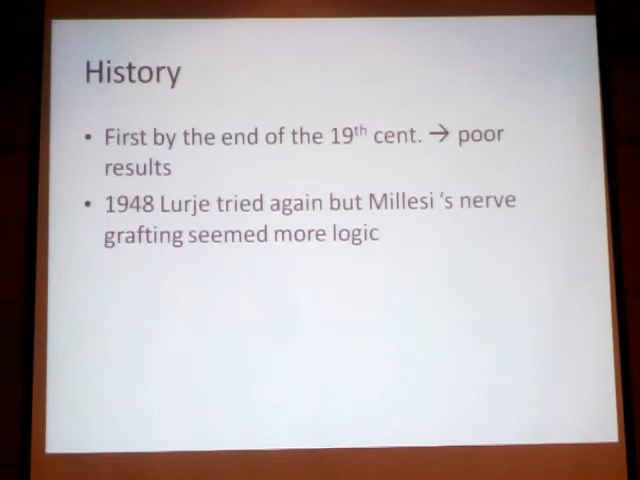 History
• First by the end of the 19th cent. → poor
results
• 1948 Lurje tried again but Millesi 's nerve
grafting seemed more logic